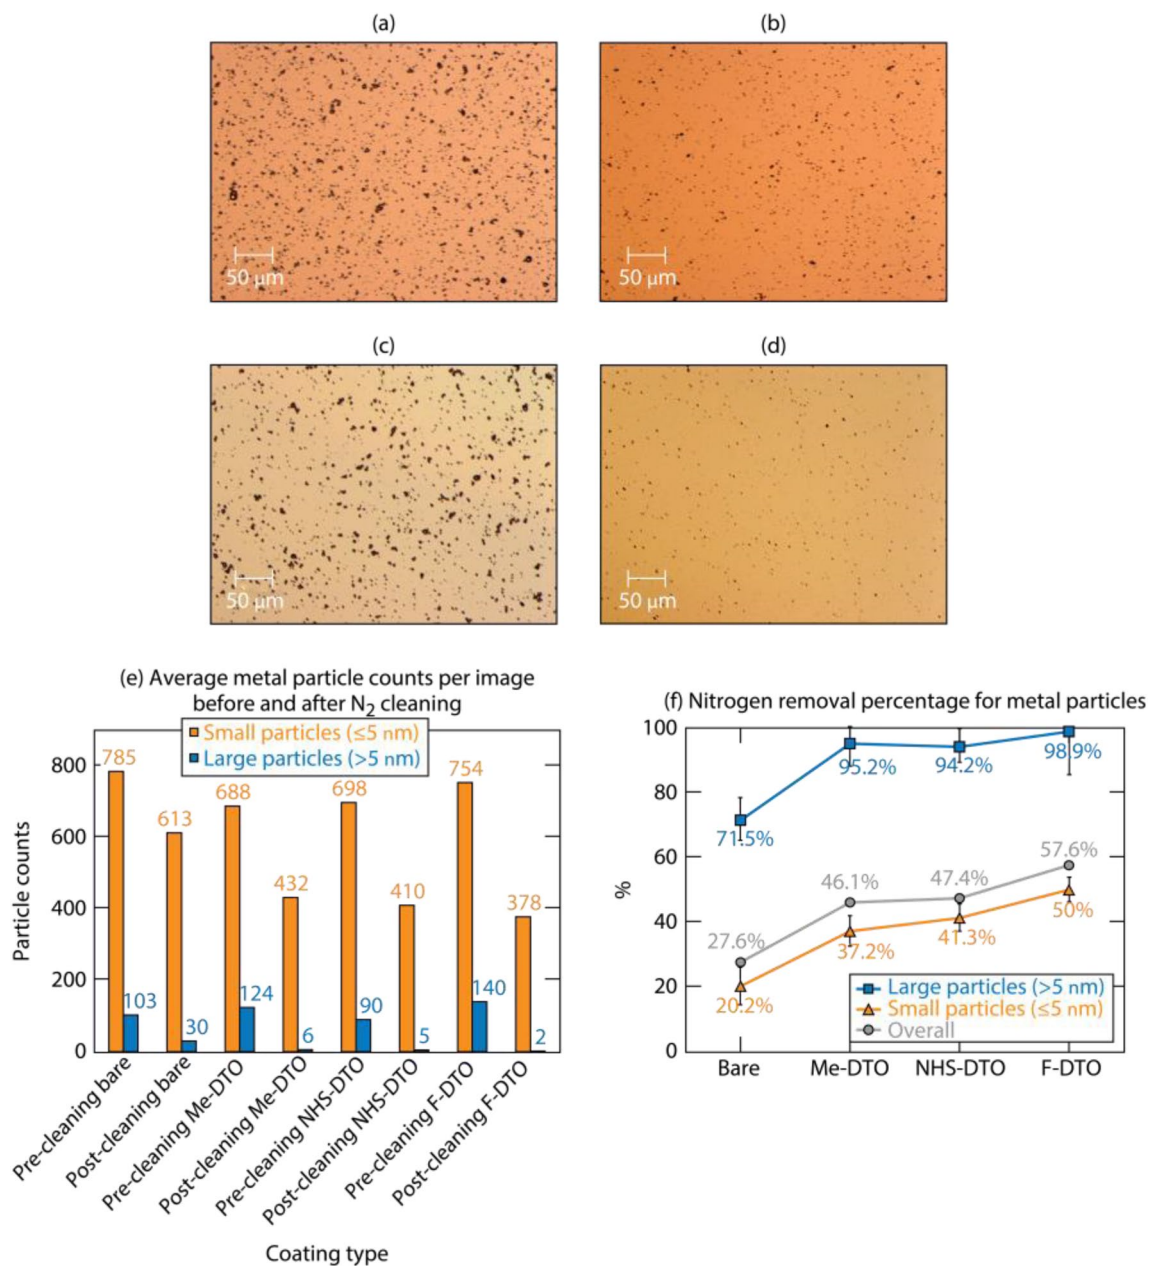 (a)
(b)
50 µm
50 µm
(c)
(d)
50 µm
50 µm
(e) Average metal particle counts per image
before and after N₂ cleaning
Small particles (≤5 nm)
Large particles (>5 nm)
Particle counts
800
600
400
200
0
785
103
613
30
688
124
432
6
698
90
410
5
754
140
378
2
Pre-cleaning bare
Post-cleaning bare
Pre-cleaning Me-DTO
Post-cleaning Me-DTO
Pre-cleaning NHS-DTO
Post-cleaning NHS-DTO
Pre-cleaning F-DTO
Post-cleaning F-DTO
Coating type
(f) Nitrogen removal percentage for metal particles
%
100
80
60
40
20
0
71.5%
95.2%
94.2%
98.9%
27.6%
46.1%
47.4%
57.6%
20.2%
37.2%
41.3%
50%
Large particles (>5 nm)
Small particles (≤5 nm)
Overall
Bare
Me-DTO
NHS-DTO
F-DTO